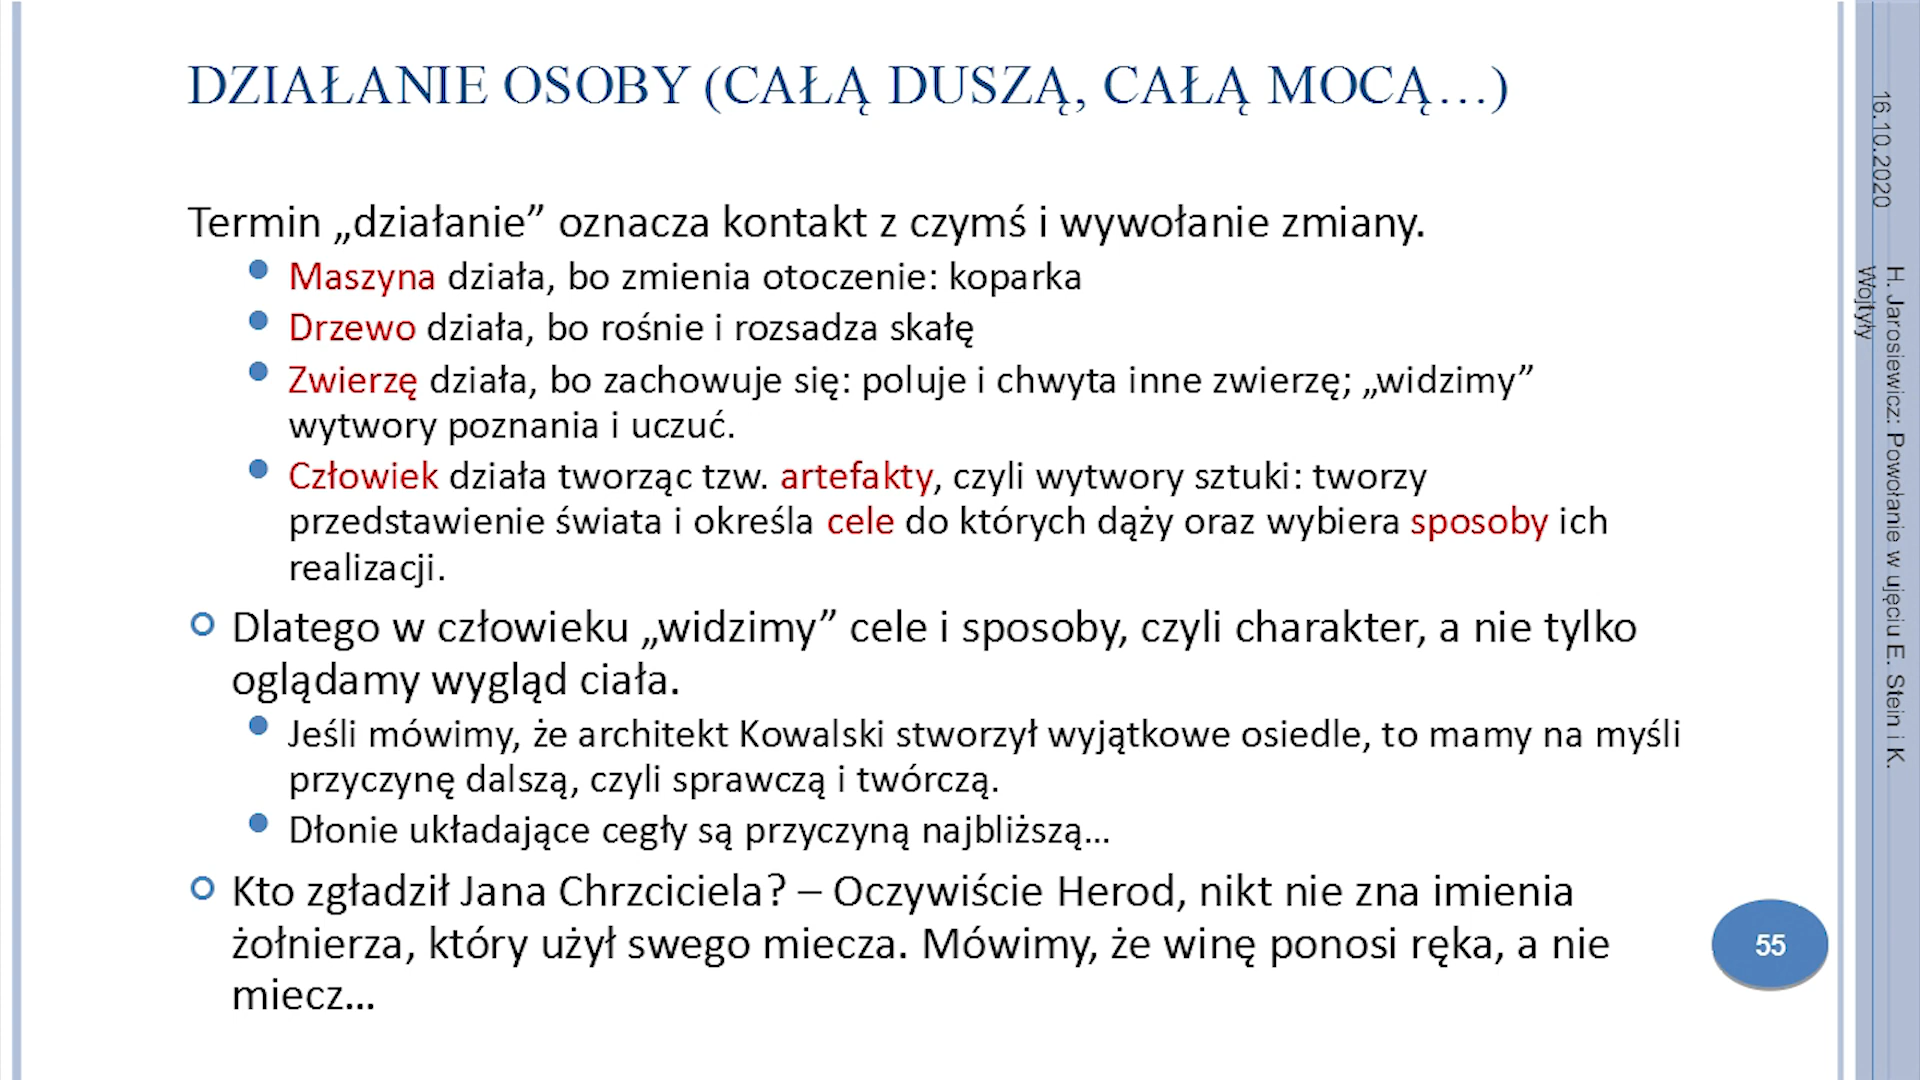 DZIAŁANIE OSOBY (CAŁĄ DUSZĄ, CAŁĄ MOCĄ…)
Termin „działanie” oznacza kontakt z czymś i wywołanie zmiany.
Maszyna działa, bo zmienia otoczenie: koparka
Drzewo działa, bo rośnie i rozsadza skałę
Zwierzę działa, bo zachowuje się: poluje i chwyta inne zwierzę; „widzimy”
wytwory poznania i uczuć.
Człowiek działa tworząc tzw. artefakty, czyli wytwory sztuki: tworzy
przedstawienie świata i określa cele do których dąży oraz wybiera sposoby ich
realizacji.
Dlatego w człowieku „widzimy” cele i sposoby, czyli charakter, a nie tylko
oglądamy wygląd ciała.
Jeśli mówimy, że architekt Kowalski stworzył wyjątkowe osiedle, to mamy na myśli
przyczynę dalszą, czyli sprawczą i twórczą.
Dłonie układające cegły są przyczyną najbliższą…
Kto zgładził Jana Chrzciciela? – Oczywiście Herod, nikt nie zna imienia
żołnierza, który użył swego miecza. Mówimy, że winę ponosi ręka, a nie
miecz…
16.10.2020
H. Jarosiewicz: Powołanie w ujęciu E. Stein i K.
Wojtyły
55